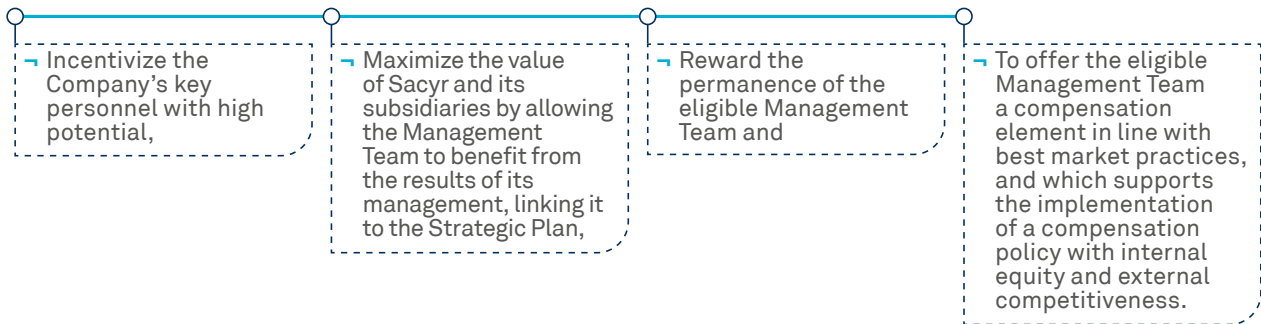 ¬ Incentivize the
Company's key
personnel with high
potential,
¬ Maximize the value
of Sacyr and its
subsidiaries by allowing
the Management
Team to benefit from
the results of its
management, linking it
to the Strategic Plan,
¬ Reward the
permanence of the
eligible Management
Team and
¬ To offer the eligible
Management Team
a compensation
element in line with
best market practices,
and which supports
the implementation
of a compensation
policy with internal
equity and external
competitiveness.